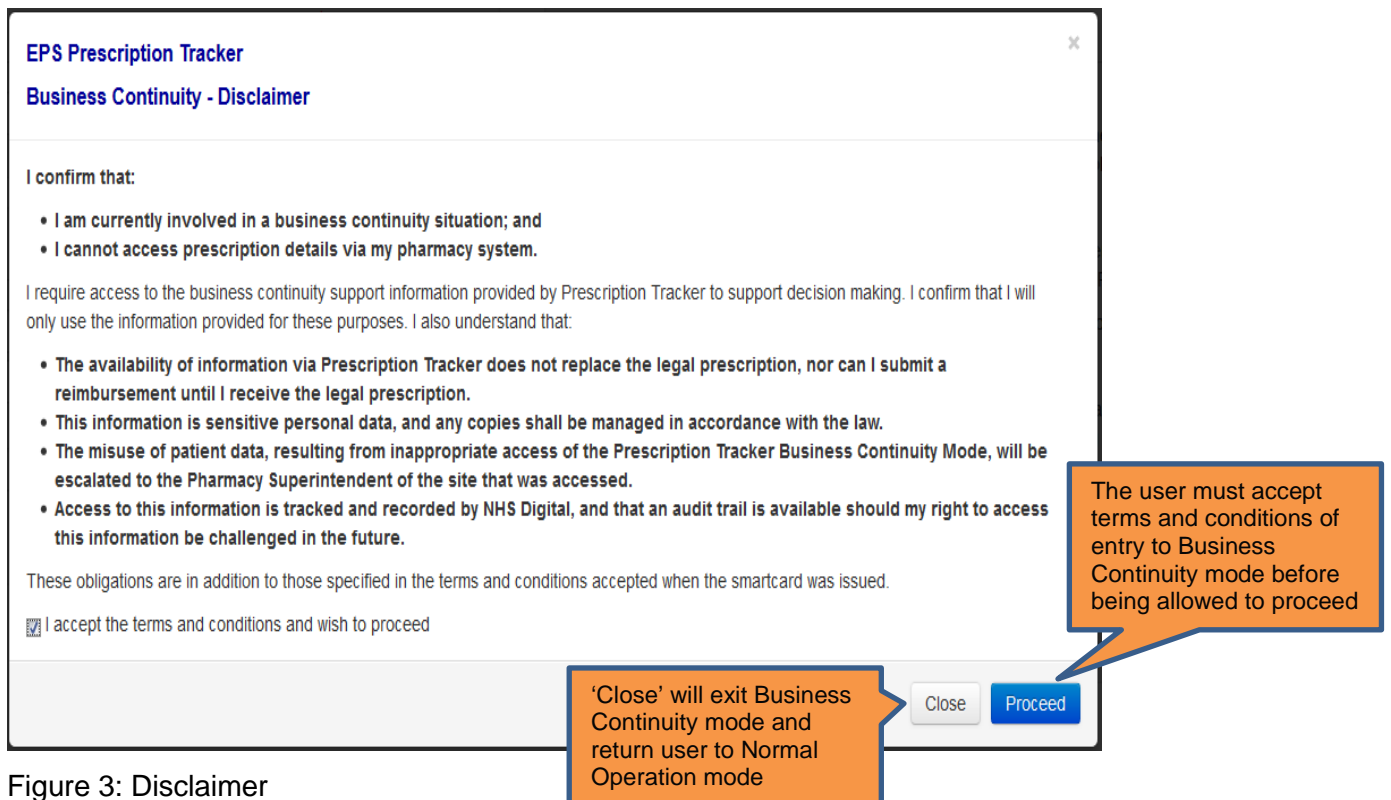 EPS Prescription Tracker
×
Business Continuity - Disclaimer
I confirm that:
• I am currently involved in a business continuity situation; and
• I cannot access prescription details via my pharmacy system.
I require access to the business continuity support information provided by Prescription Tracker to support decision making. I confirm that I will
only use the information provided for these purposes. I also understand that:
• The availability of information via Prescription Tracker does not replace the legal prescription, nor can I submit a
reimbursement until I receive the legal prescription.
• This information is sensitive personal data, and any copies shall be managed in accordance with the law.
• The misuse of patient data, resulting from inappropriate access of the Prescription Tracker Business Continuity Mode, will be
escalated to the Pharmacy Superintendent of the site that was accessed.
• Access to this information is tracked and recorded by NHS Digital, and that an audit trail is available should my right to access
this information be challenged in the future.
These obligations are in addition to those specified in the terms and conditions accepted when the smartcard was issued.
I accept the terms and conditions and wish to proceed
The user must accept
terms and conditions of
entry to Business
Continuity mode before
being allowed to proceed
‘Close’ will exit Business
Continuity mode and
return user to Normal
Operation mode
Close
Proceed
Figure 3: Disclaimer